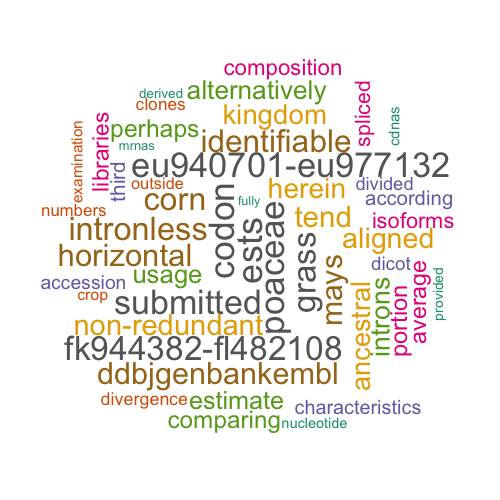 composition
derived
alternatively
clones
kingdom
spliced
cdnas
perhaps
mrnas
identifiable
examination
libraries
third
eu940701-eu977132
outside
corn
codon
fully
herein
divided
according
numbers
intronless
ests
poaceae
grass
tend
isoforms
aligned
horizontal
mays
dicot
accession
usage
crop
submitted
ancestral
introns
portion
average
provided
non-redundant
fk944382-fl482108
ddbjgenbankembl
divergence
estimate
characteristics
comparing
nucleotide